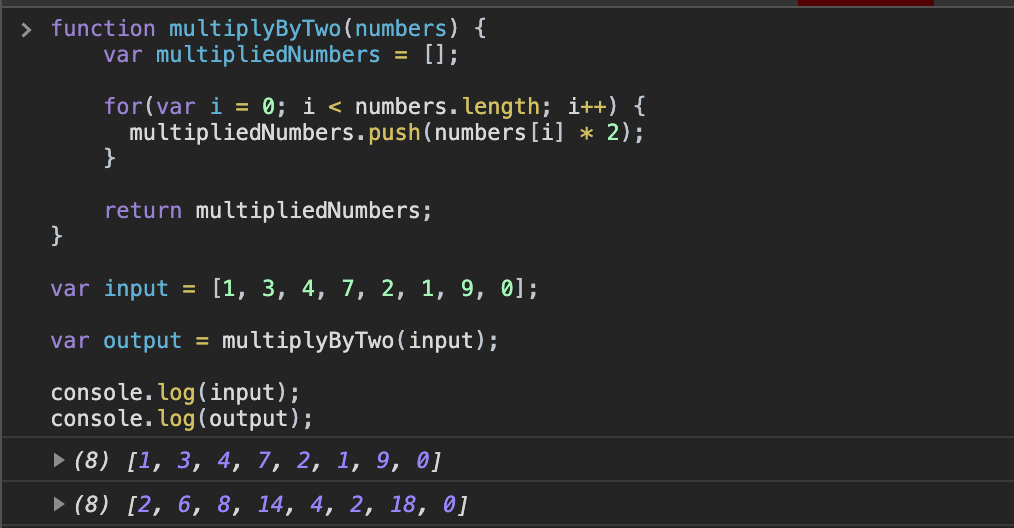 function multiplyByTwo(numbers) {
    var multipliedNumbers = [];
    for(var i = 0; i < numbers.length; i++) {
      multipliedNumbers.push(numbers[i] * 2);
    }
    return multipliedNumbers;
}
var input = [1, 3, 4, 7, 2, 1, 9, 0];
var output = multiplyByTwo(input);
console.log(input);
console.log(output);
(8) [1, 3, 4, 7, 2, 1, 9, 0]
(8) [2, 6, 8, 14, 4, 2, 18, 0]